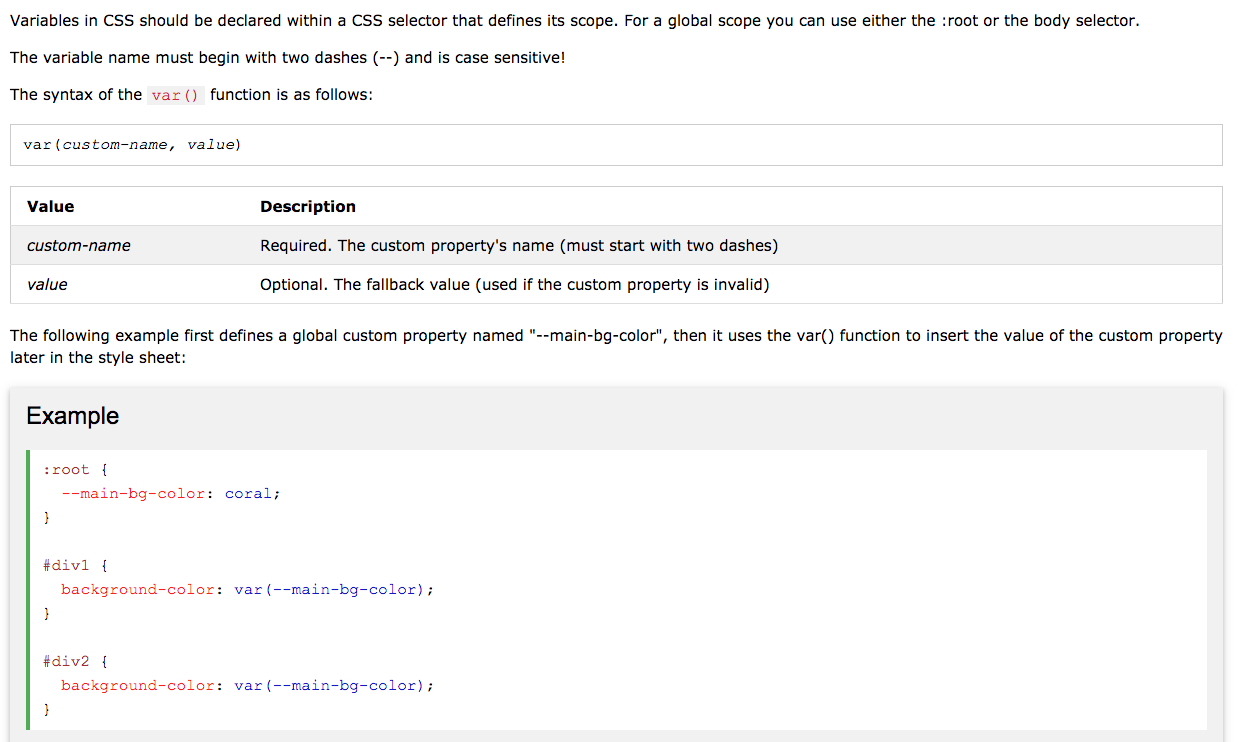 Variables in CSS should be declared within a CSS selector that defines its scope. For a global scope you can use either the :root or the body selector.
The variable name must begin with two dashes (--) and is case sensitive!
The syntax of the var() function is as follows:
var(custom-name, value)
Value Description
custom-name Required. The custom property's name (must start with two dashes)
value Optional. The fallback value (used if the custom property is invalid)
The following example first defines a global custom property named "--main-bg-color", then it uses the var() function to insert the value of the custom property
later in the style sheet:
Example
:root {
  --main-bg-color: coral;
}
#div1 {
  background-color: var(--main-bg-color);
}
#div2 {
  background-color: var(--main-bg-color);
}